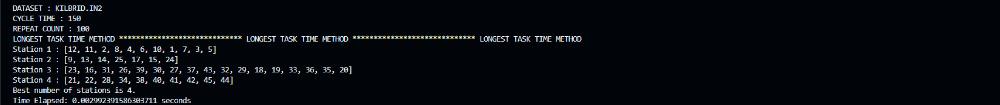 DATASET : KILBRID.IN2
CYCLE TIME : 150
REPEAT COUNT : 100
LONGEST TASK TIME METHOD ***************************** LONGEST TASK TIME METHOD ***************************** LONGEST TASK TIME METHOD
Station 1 : [12, 11, 2, 8, 4, 6, 10, 1, 7, 3, 5]
Station 2 : [9, 13, 14, 25, 17, 15, 24]
Station 3 : [23, 16, 31, 26, 39, 30, 27, 37, 43, 32, 29, 18, 19, 33, 36, 35, 20]
Station 4 : [21, 22, 28, 34, 38, 40, 41, 42, 45, 44]
Best number of stations is 4.
Time Elapsed: 0.002992391586303711 seconds